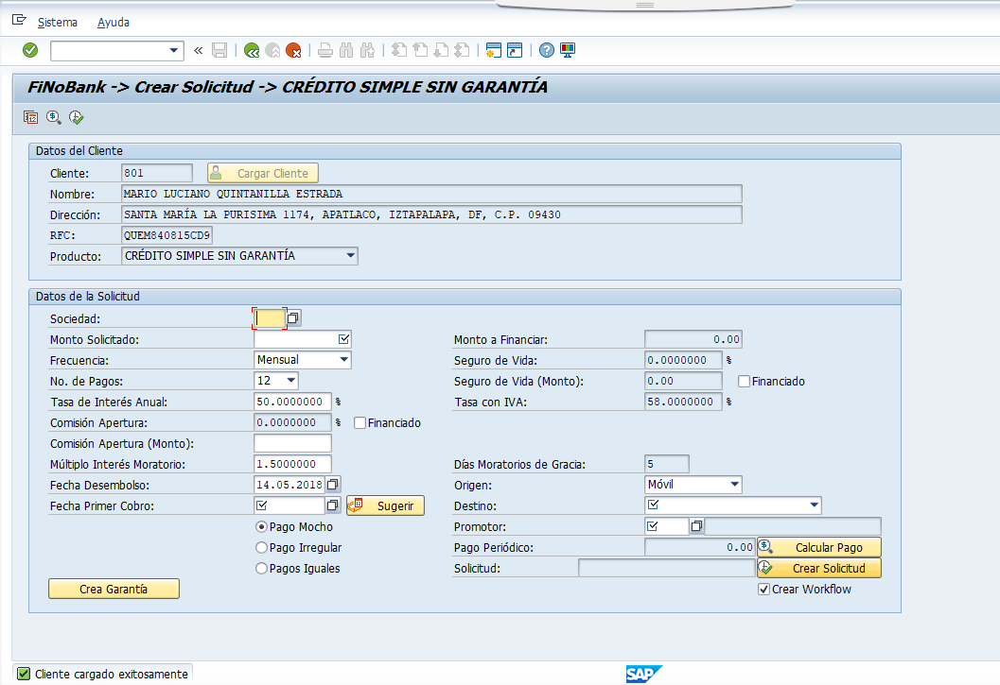 Sistema Ayuda
FiNoBank -> Crear Solicitud -> CRÉDITO SIMPLE SIN GARANTÍA
Datos del Cliente
Cliente: 801 Cargar Cliente
Nombre: MARIO LUCIANO QUINTANILLA ESTRADA
Dirección: SANTA MARÍA LA PURISIMA 1174, APATLACO, IZTAPALAPA, DF, C.P. 09430
RFC: QUEM840815CD9
Producto: CRÉDITO SIMPLE SIN GARANTÍA
Datos de la Solicitud
Sociedad:
Monto Solicitado: Monto a Financiar: 0.00
Frecuencia: Mensual Seguro de Vida: 0.0000000 %
No. de Pagos: 12 Seguro de Vida (Monto): 0.00 Financiado
Tasa de Interés Anual: 50.0000000 % Tasa con IVA: 58.0000000 %
Comisión Apertura: 0.0000000 % Financiado
Comisión Apertura (Monto):
Múltiplo Interés Moratorio: 1.5000000 Días Moratorios de Gracia: 5
Fecha Desembolso: 14.05.2018 Origen: Móvil
Fecha Primer Cobro: Sugerir Destino:
Pago Mocho Promotor:
Pago Irregular Pago Periódico: 0.00 Calcular Pago
Pagos Iguales Solicitud: Crear Solicitud
Crea Garantía Crear Workflow
Cliente cargado exitosamente SAP